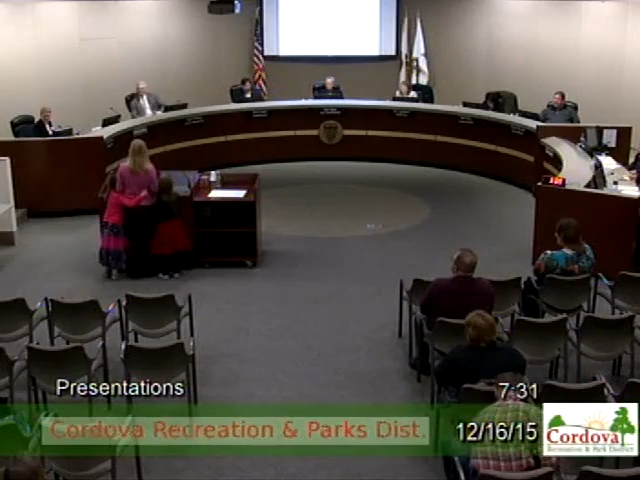 Presentations
7:31
Cordova Recreation & Parks Dist.
12/16/15
Cordova
Recreation & Park District